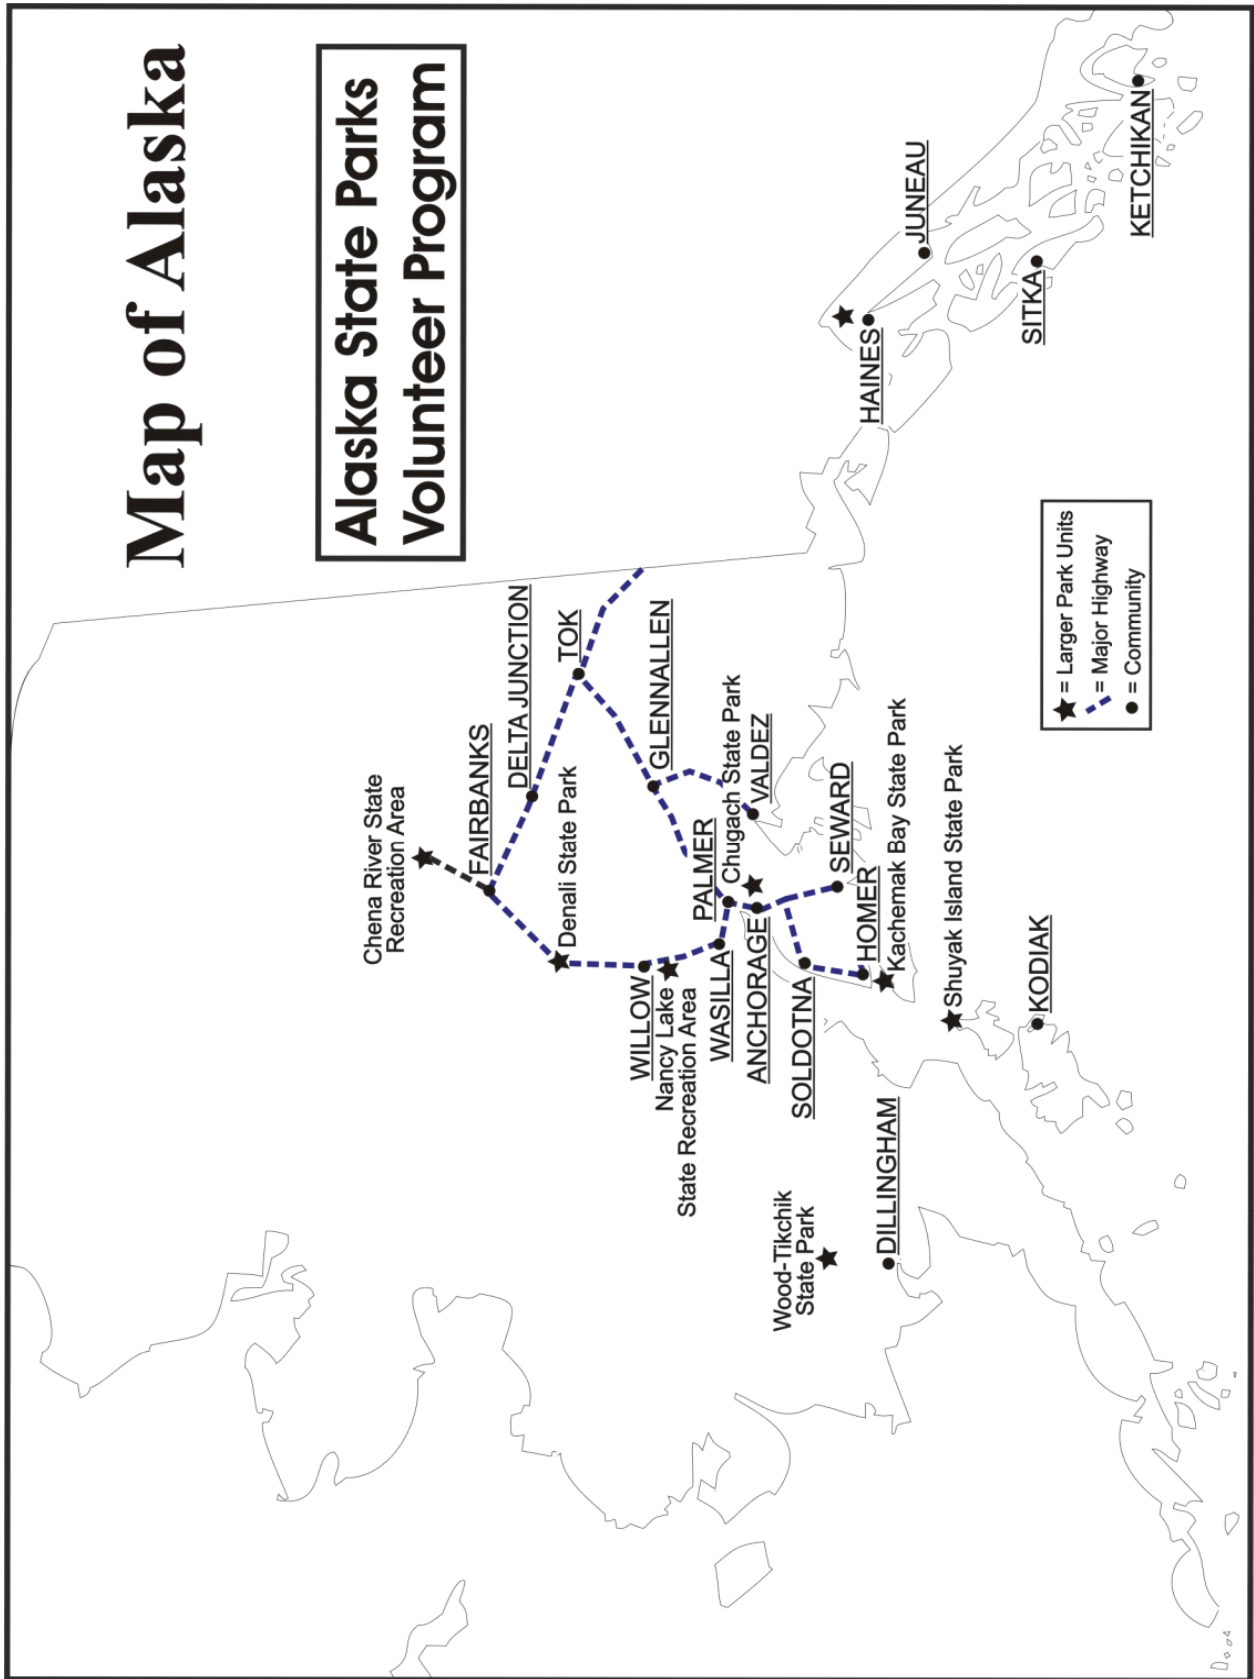 Map of Alaska
Alaska State Parks
Volunteer Program
Chena River State
Recreation Area
FAIRBANKS
DELTA JUNCTION
TOK
Denali State Park
GLENNALLEN
WILLOW
Nancy Lake
State Recreation Area
PALMER
Chugach State Park
VALDEZ
WASILLA
ANCHORAGE
SOLDOTNA
SEWARD
HOMER
Kachemak Bay State Park
Shuyak Island State Park
KODIAK
Wood-Tikchik
State Park
DILLINGHAM
HAINES
JUNEAU
SITKA
KETCHIKAN
= Larger Park Units
= Major Highway
= Community